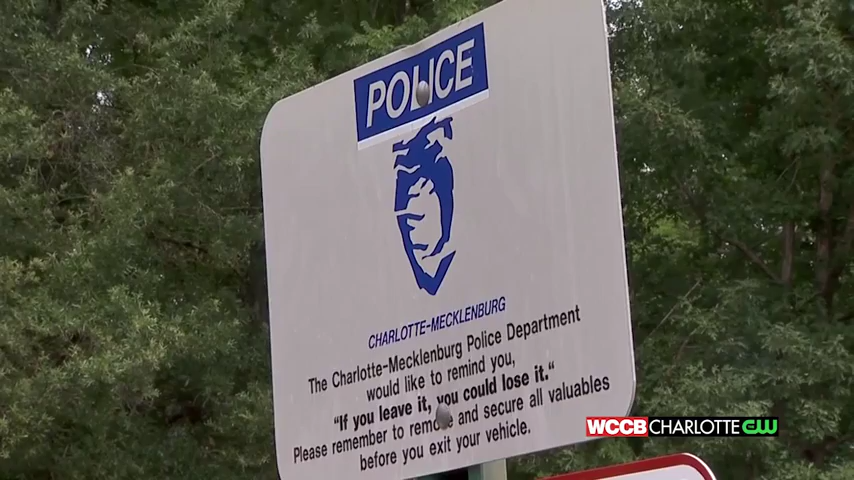 POLICE
CHARLOTTE-MECKLENBURG
The Charlotte-Mecklenburg Police Department
would like to remind you,
"If you leave it, you could lose it."
Please remember to remove and secure all valuables
before you exit your vehicle.
WCCB CHARLOTTE CW